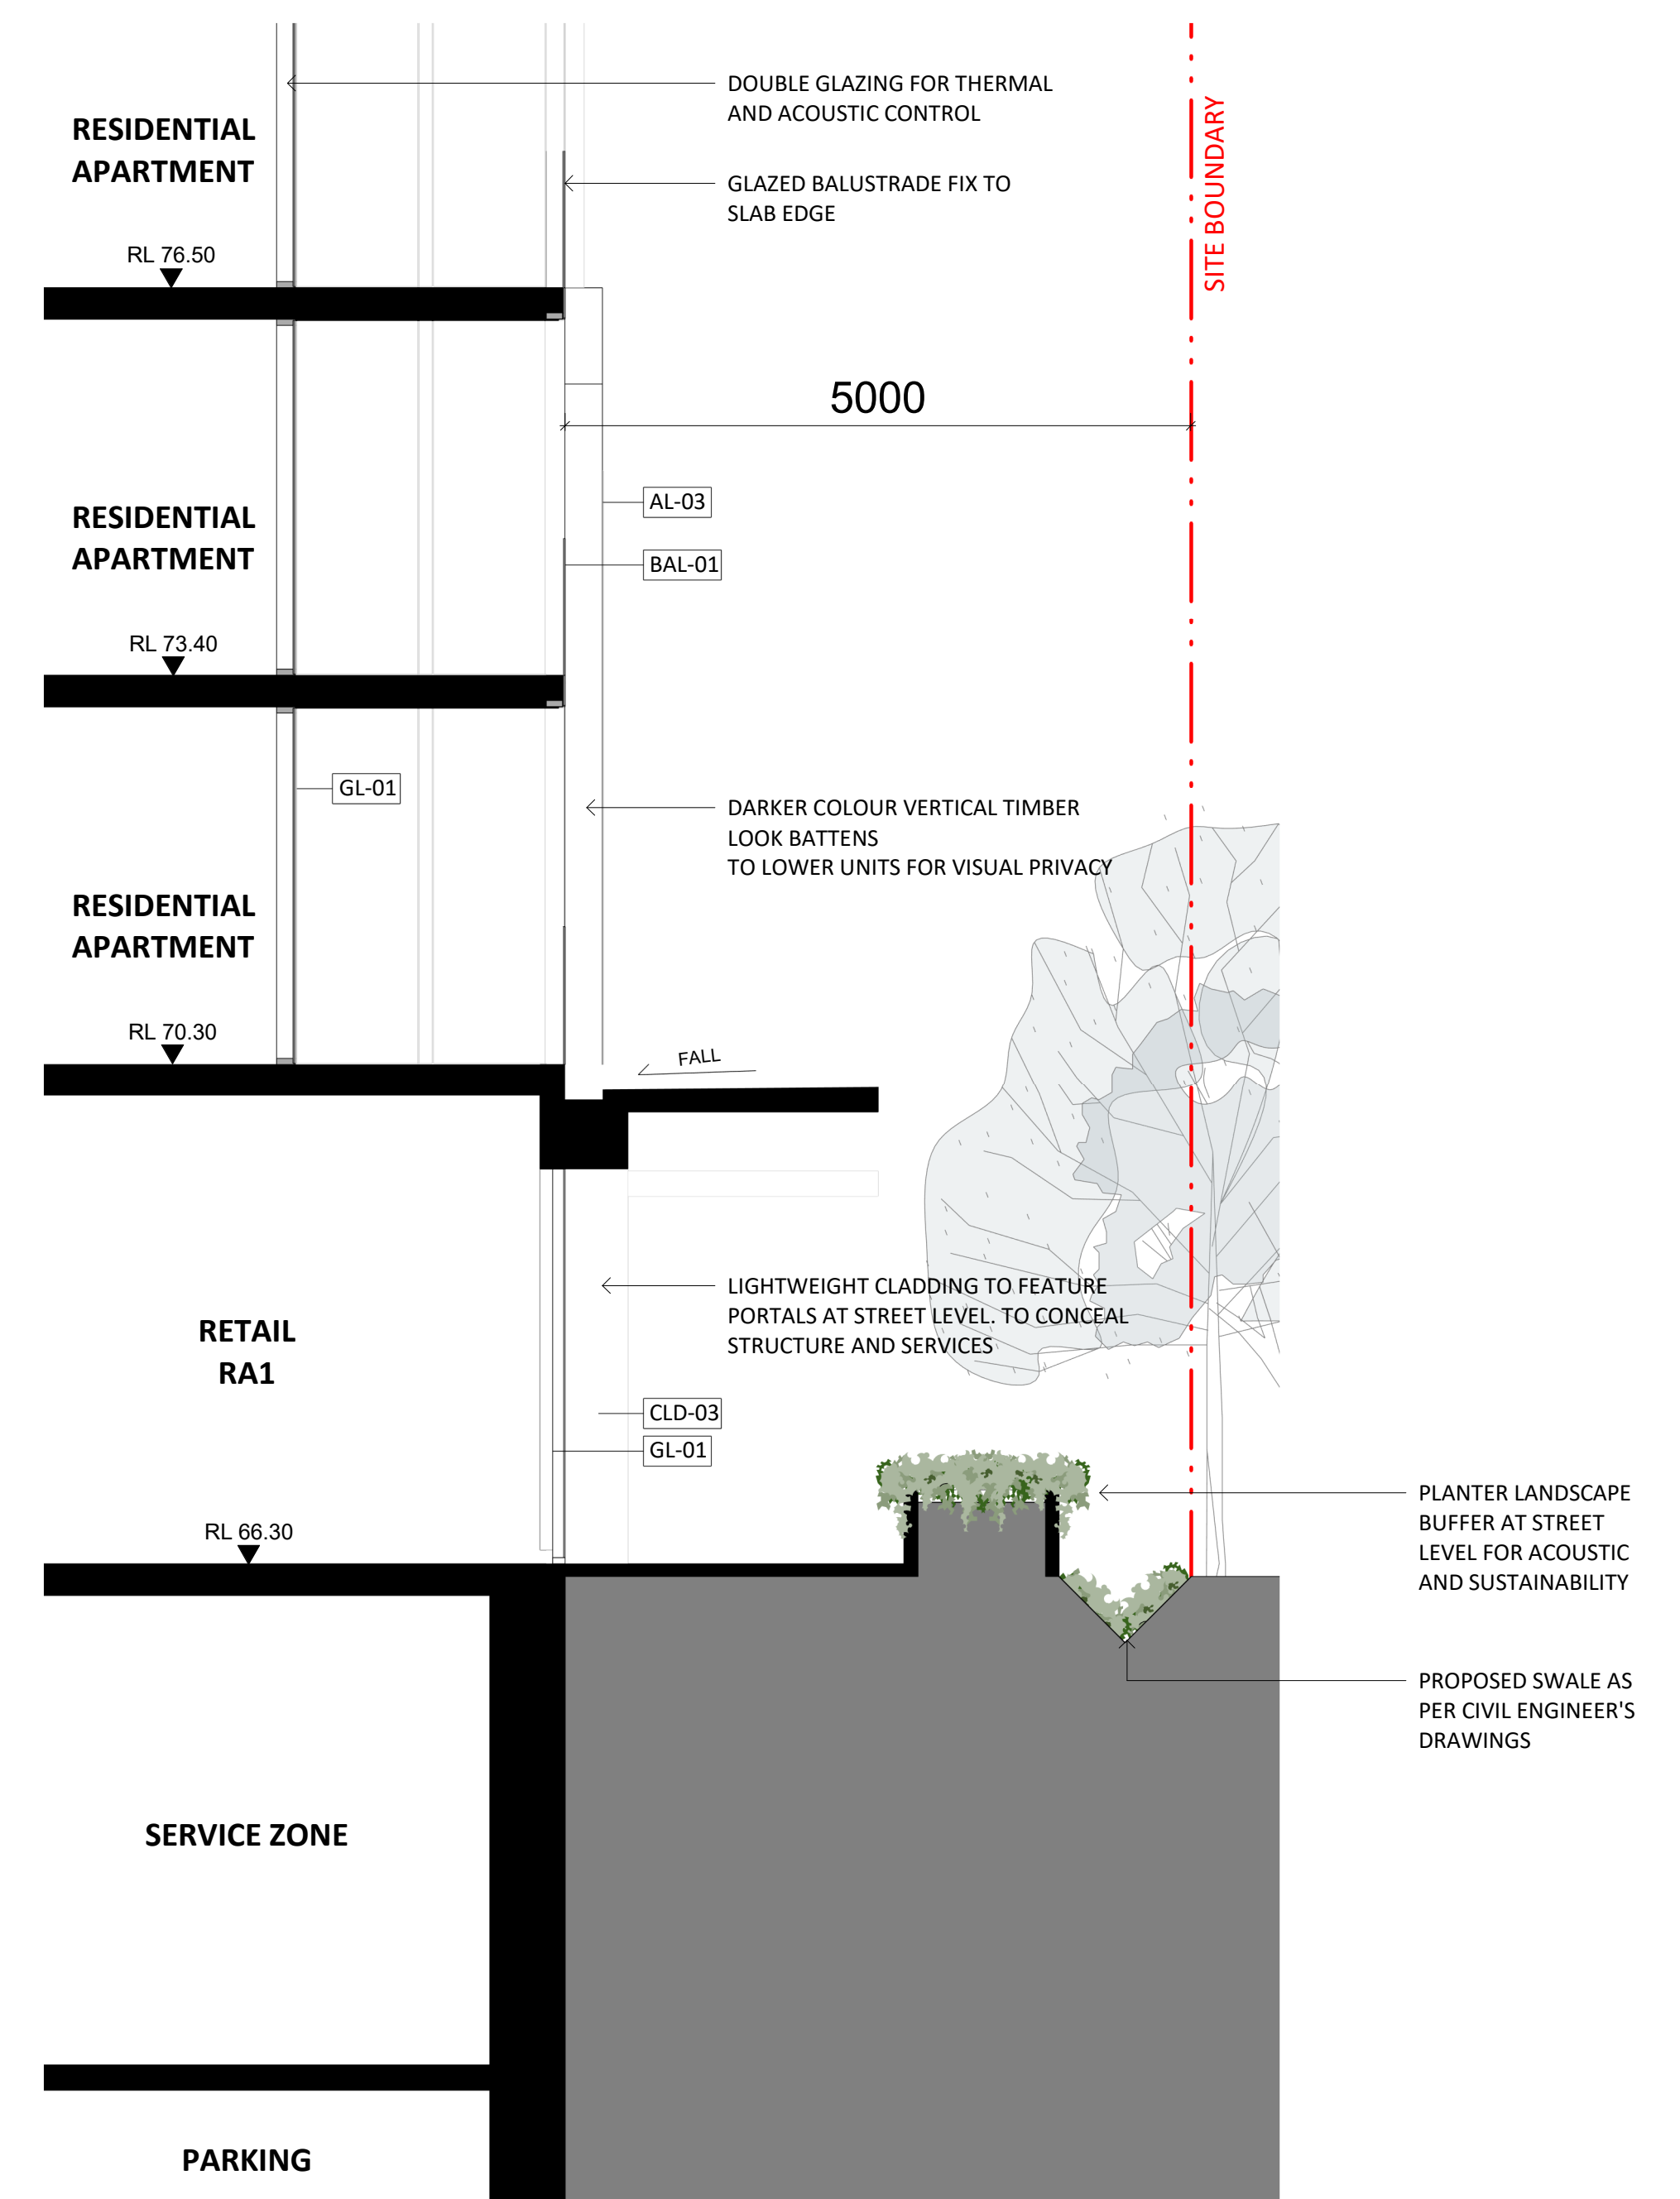 DOUBLE GLAZING FOR THERMAL
AND ACOUSTIC CONTROL
SITE BOUNDARY
RESIDENTIAL
APARTMENT
GLAZED BALUSTRADE FIX TO
SLAB EDGE
RL 76.50
5000
AL-03
RESIDENTIAL
APARTMENT
BAL-01
RL 73.40
GL-01
DARKER COLOUR VERTICAL TIMBER
LOOK BATTENS
TO LOWER UNITS FOR VISUAL PRIVACY
RESIDENTIAL
APARTMENT
RL 70.30
FALL
LIGHTWEIGHT CLADDING TO FEATURE
PORTALS AT STREET LEVEL. TO CONCEAL
STRUCTURE AND SERVICES
RETAIL
RA1
CLD-03
GL-01
RL 66.30
PLANTER LANDSCAPE
BUFFER AT STREET
LEVEL FOR ACOUSTIC
AND SUSTAINABILITY
PROPOSED SWALE AS
PER CIVIL ENGINEER'S
DRAWINGS
SERVICE ZONE
PARKING